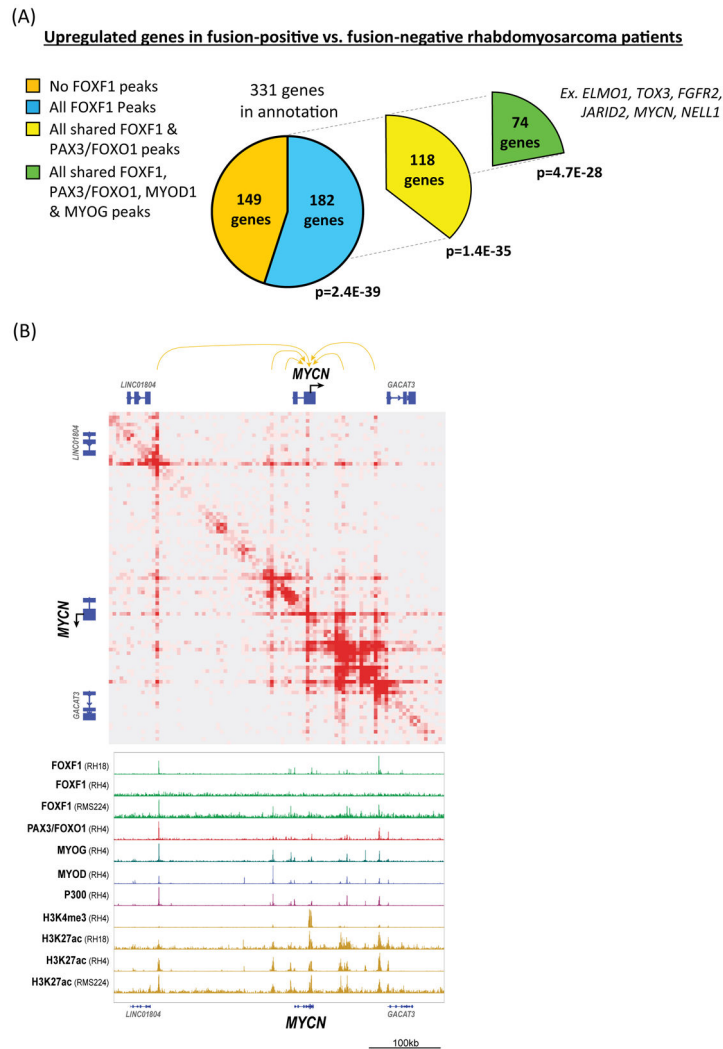 (A)
Upregulated genes in fusion-positive vs. fusion-negative rhabdomyosarcoma patients
No FOXF1 peaks
All FOXF1 Peaks
All shared FOXF1 &
PAX3/FOXO1
peaks
All shared FOXF1,
PAX3/FOXO1, MYOD1
& MYOG peaks
331 genes
in annotation
149
genes
182
genes
p=2.4E-39
118
genes
p=1.4E-35
74
genes
p=4.7E-28
Ex. ELMO1, TOX3, FGFR2,
JARID2, MYCN, NELL1
(B)
LINC01804
MYCN
GACAT3
LINC01804
MYCN
GACAT3
FOXF1 (RH18)
FOXF1 (RH4)
FOXF1 (RMS224)
PAX3/FOXO1 (RH4)
MYOG (RH4)
MYOD (RH4)
P300 (RH4)
H3K4me3 (RH4)
H3K27ac (RH18)
H3K27ac (RH4)
H3K27ac (RMS224)
LINC01804
MYCN
GACAT3
100kb